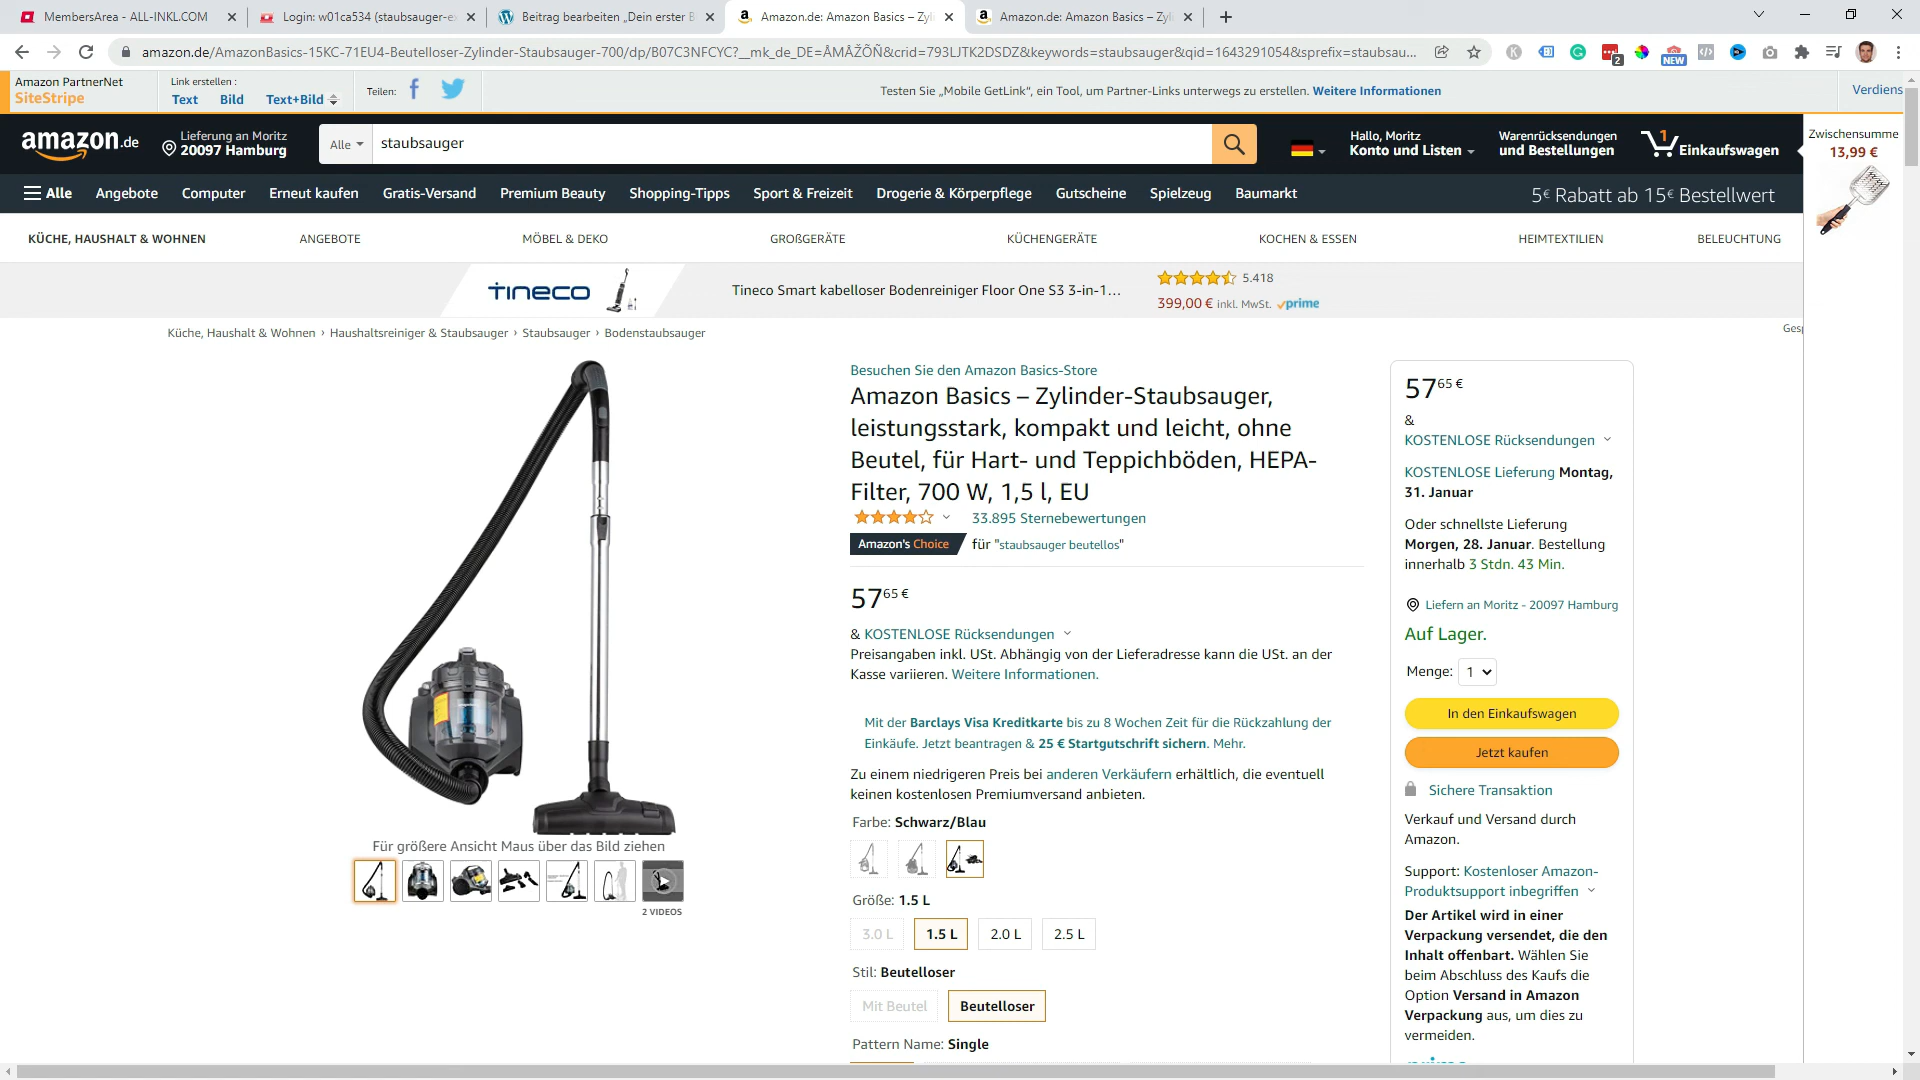 MembersArea - ALL-INKL.COM
Login: w01ca534 (staubsauger-ex
Beitrag bearbeiten „Dein erster B
Amazon.de: Amazon Basics – Zyl
Amazon.de: Amazon Basics – Zyl
amazon.de/AmazonBasics-15KC-71EU4-Beutelloser-Zylinder-Staubsauger-700/dp/B07C3NFCYC?__mk_de_DE=ÅMÅŽÕÑ&crid=793LJTK2DSDZ&keywords=staubsauger&qid=1643291054&sprefix=staubsau...
2
NEW
Amazon PartnerNet
SiteStripe
Link erstellen :
Text Bild Text+Bild
Teilen:
Testen Sie „Mobile GetLink“, ein Tool, um Partner-Links unterwegs zu erstellen. Weitere Informationen
Verdiens
amazon.de
Lieferung an Moritz
20097 Hamburg
Alle
staubsauger
Hallo, Moritz
Konto und Listen
Warenrücksendungen
und Bestellungen
1
Einkaufswagen
Zwischensumme
13,99 €
Alle Angebote Computer Erneut kaufen Gratis-Versand Premium Beauty Shopping-Tipps Sport & Freizeit Drogerie & Körperpflege Gutscheine Spielzeug Baumarkt
5€ Rabatt ab 15€ Bestellwert
KÜCHE, HAUSHALT & WOHNEN ANGEBOTE MÖBEL & DEKO GROßGERÄTE KÜCHENGERÄTE KOCHEN & ESSEN HEIMTEXTILIEN BELEUCHTUNG
TINECO
Tineco Smart kabelloser Bodenreiniger Floor One S3 3-in-1...
5.418
399,00 € inkl. MwSt. prime
Küche, Haushalt & Wohnen › Haushaltsreiniger & Staubsauger › Staubsauger › Bodenstaubsauger
Ges
Besuchen Sie den Amazon Basics-Store
Amazon Basics – Zylinder-Staubsauger,
leistungsstark, kompakt und leicht, ohne
Beutel, für Hart- und Teppichböden, HEPA-
Filter, 700 W, 1,5 l, EU
33.895 Sternebewertungen
Amazon's Choice für "staubsauger beutellos"
5765 €
& KOSTENLOSE Rücksendungen
Preisangaben inkl. USt. Abhängig von der Lieferadresse kann die USt. an der
Kasse variieren. Weitere Informationen.
Mit der Barclays Visa Kreditkarte bis zu 8 Wochen Zeit für die Rückzahlung der
Einkäufe. Jetzt beantragen & 25 € Startgutschrift sichern. Mehr.
Zu einem niedrigeren Preis bei anderen Verkäufern erhältlich, die eventuell
keinen kostenlosen Premiumversand anbieten.
Farbe: Schwarz/Blau
Größe: 1.5 L
3.0 L 1.5 L 2.0 L 2.5 L
Stil: Beutelloser
Mit Beutel Beutelloser
Pattern Name: Single
Für größere Ansicht Maus über das Bild ziehen
2 VIDEOS
5765 €
&
KOSTENLOSE Rücksendungen
KOSTENLOSE Lieferung Montag,
31. Januar
Oder schnellste Lieferung
Morgen, 28. Januar. Bestellung
innerhalb 3 Stdn. 43 Min.
Liefern an Moritz - 20097 Hamburg
Auf Lager.
Menge: 1
In den Einkaufswagen
Jetzt kaufen
Sichere Transaktion
Verkauf und Versand durch
Amazon.
Support: Kostenloser Amazon-
Produktsupport inbegriffen
Der Artikel wird in einer
Verpackung versendet, die den
Inhalt offenbart. Wählen Sie
beim Abschluss des Kaufs die
Option Versand in Amazon
Verpackung aus, um dies zu
vermeiden.